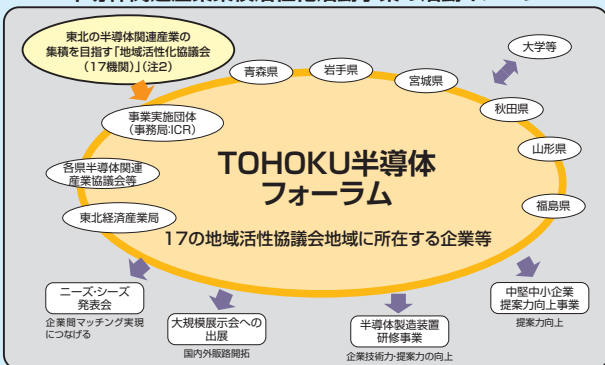 東北の半導体関連産業の
集積を目指す「地域活性化協議会
(17機関)」(注2)
青森県
岩手県
宮城県
大学等
秋田県
山形県
福島県
事業実施団体
(事務局:ICR)
各県半導体関連
産業協議会等
東北経済産業局
TOHOKU半導体
フォーラム
17の地域活性協議会地域に所在する企業等
ニーズ・シーズ
発表会
企業間マッチング実現
につなげる
大規模展示会への
出展
国内外販路開拓
半導体製造装置
研修事業
企業技術力・提案力の向上
中堅中小企業
提案力向上事業
提案力向上